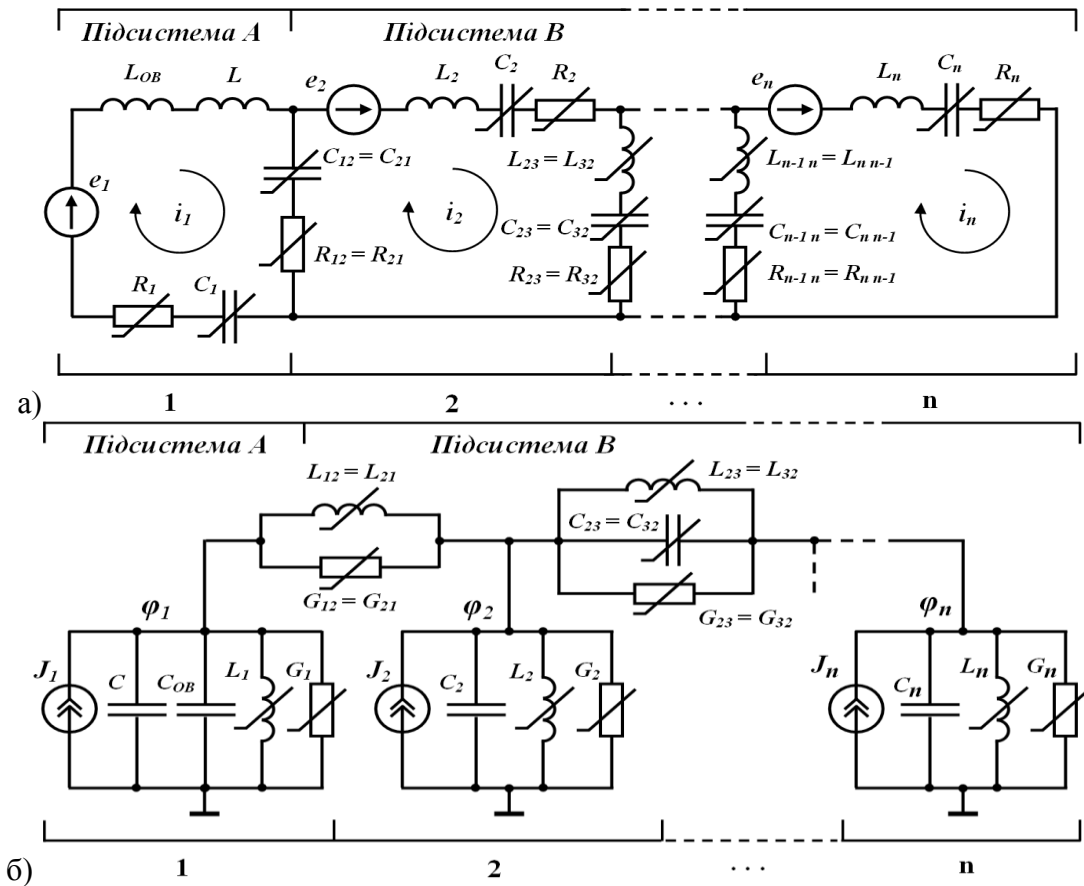 Підсистема А Підсистема В
L_OB L e_2 L_2 C_2 R_2 e_n L_n C_n R_n
C_12 = C_21 L_23 = L_32 L_n-1 n = L_n n-1
e_1 i_1 i_2 i_n
C_23 = C_32 C_n-1 n = C_n n-1
R_12 = R_21
R_23 = R_32 R_n-1 n = R_n n-1
R_1 C_1
а) 1 2 ... n
Підсистема А Підсистема В
L_12 = L_21 L_23 = L_32
C_23 = C_32
G_12 = G_21 G_23 = G_32
φ_1 φ_2 φ_n
J_1 C C_OB L_1 G_1 J_2 C_2 L_2 G_2 J_n C_n L_n G_n
1 2 ... n
б)